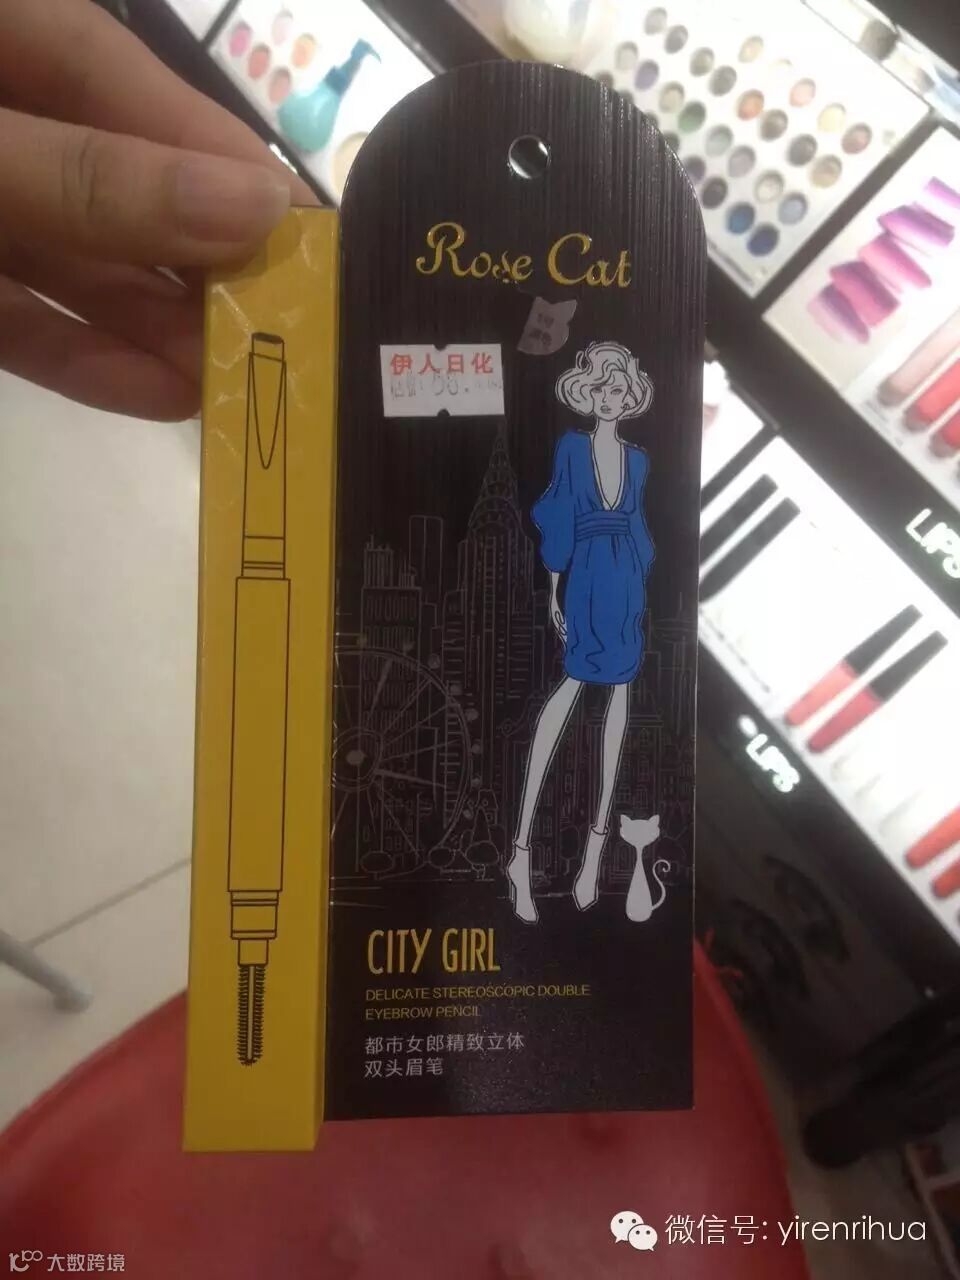 Rose Cat
伊人日化
CITY GIRL
DELICATE STEREOSCOPIC DOUBLE
EYEBROW PENCIL
都市女郎精致立体
双头眉笔
LIPS
LIPS
微信号: yirenrihua
大数跨境